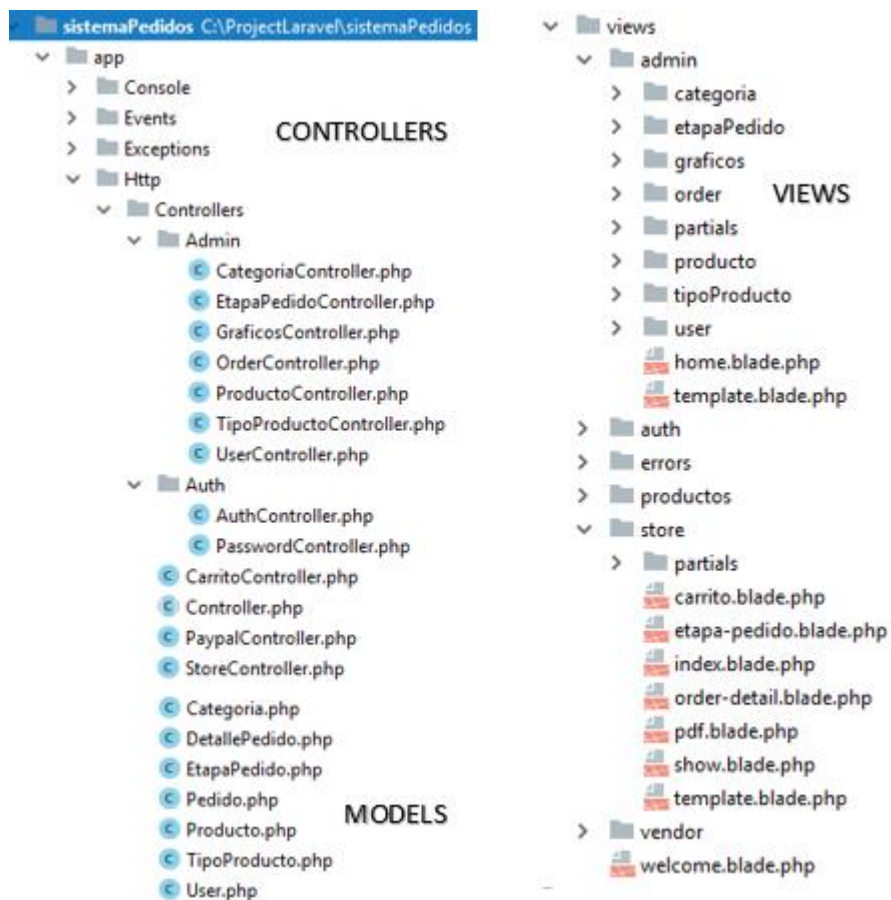 sistemaPedidos C:\ProjectLaravel\sistemaPedidos
app
Console
Events
Exceptions
CONTROLLERS
Http
Controllers
Admin
CategoriaController.php
EtapaPedidoController.php
GraficosController.php
OrderController.php
ProductoController.php
TipoProductoController.php
UserController.php
Auth
AuthController.php
PasswordController.php
CarritoController.php
Controller.php
PaypalController.php
StoreController.php
Categoria.php
DetallePedido.php
EtapaPedido.php
Pedido.php
MODELS
Producto.php
TipoProducto.php
User.php
views
admin
categoria
etapaPedido
graficos
order
VIEWS
partials
producto
tipoProducto
user
home.blade.php
template.blade.php
auth
errors
productos
store
partials
carrito.blade.php
etapa-pedido.blade.php
index.blade.php
order-detail.blade.php
pdf.blade.php
show.blade.php
template.blade.php
vendor
welcome.blade.php